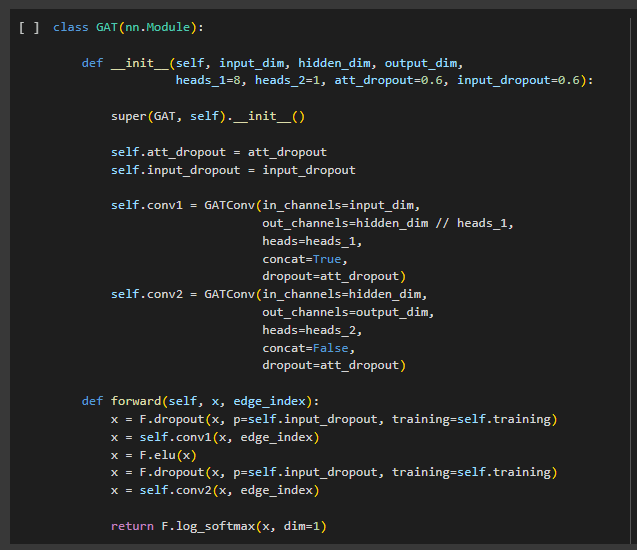 [ ] class GAT(nn.Module):
def __init__(self, input_dim, hidden_dim, output_dim,
heads_1=8, heads_2=1, att_dropout=0.6, input_dropout=0.6):
super(GAT, self).__init__()
self.att_dropout = att_dropout
self.input_dropout = input_dropout
self.conv1 = GATConv(in_channels=input_dim,
out_channels=hidden_dim // heads_1,
heads=heads_1,
concat=True,
dropout=att_dropout)
self.conv2 = GATConv(in_channels=hidden_dim,
out_channels=output_dim,
heads=heads_2,
concat=False,
dropout=att_dropout)
def forward(self, x, edge_index):
x = F.dropout(x, p=self.input_dropout, training=self.training)
x = self.conv1(x, edge_index)
x = F.elu(x)
x = F.dropout(x, p=self.input_dropout, training=self.training)
x = self.conv2(x, edge_index)
return F.log_softmax(x, dim=1)